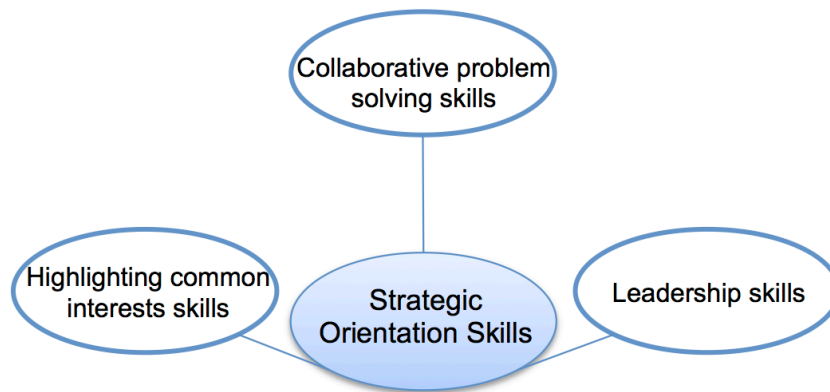 Collaborative problem
solving skills
Highlighting common
interests skills
Strategic
Orientation Skills
Leadership skills